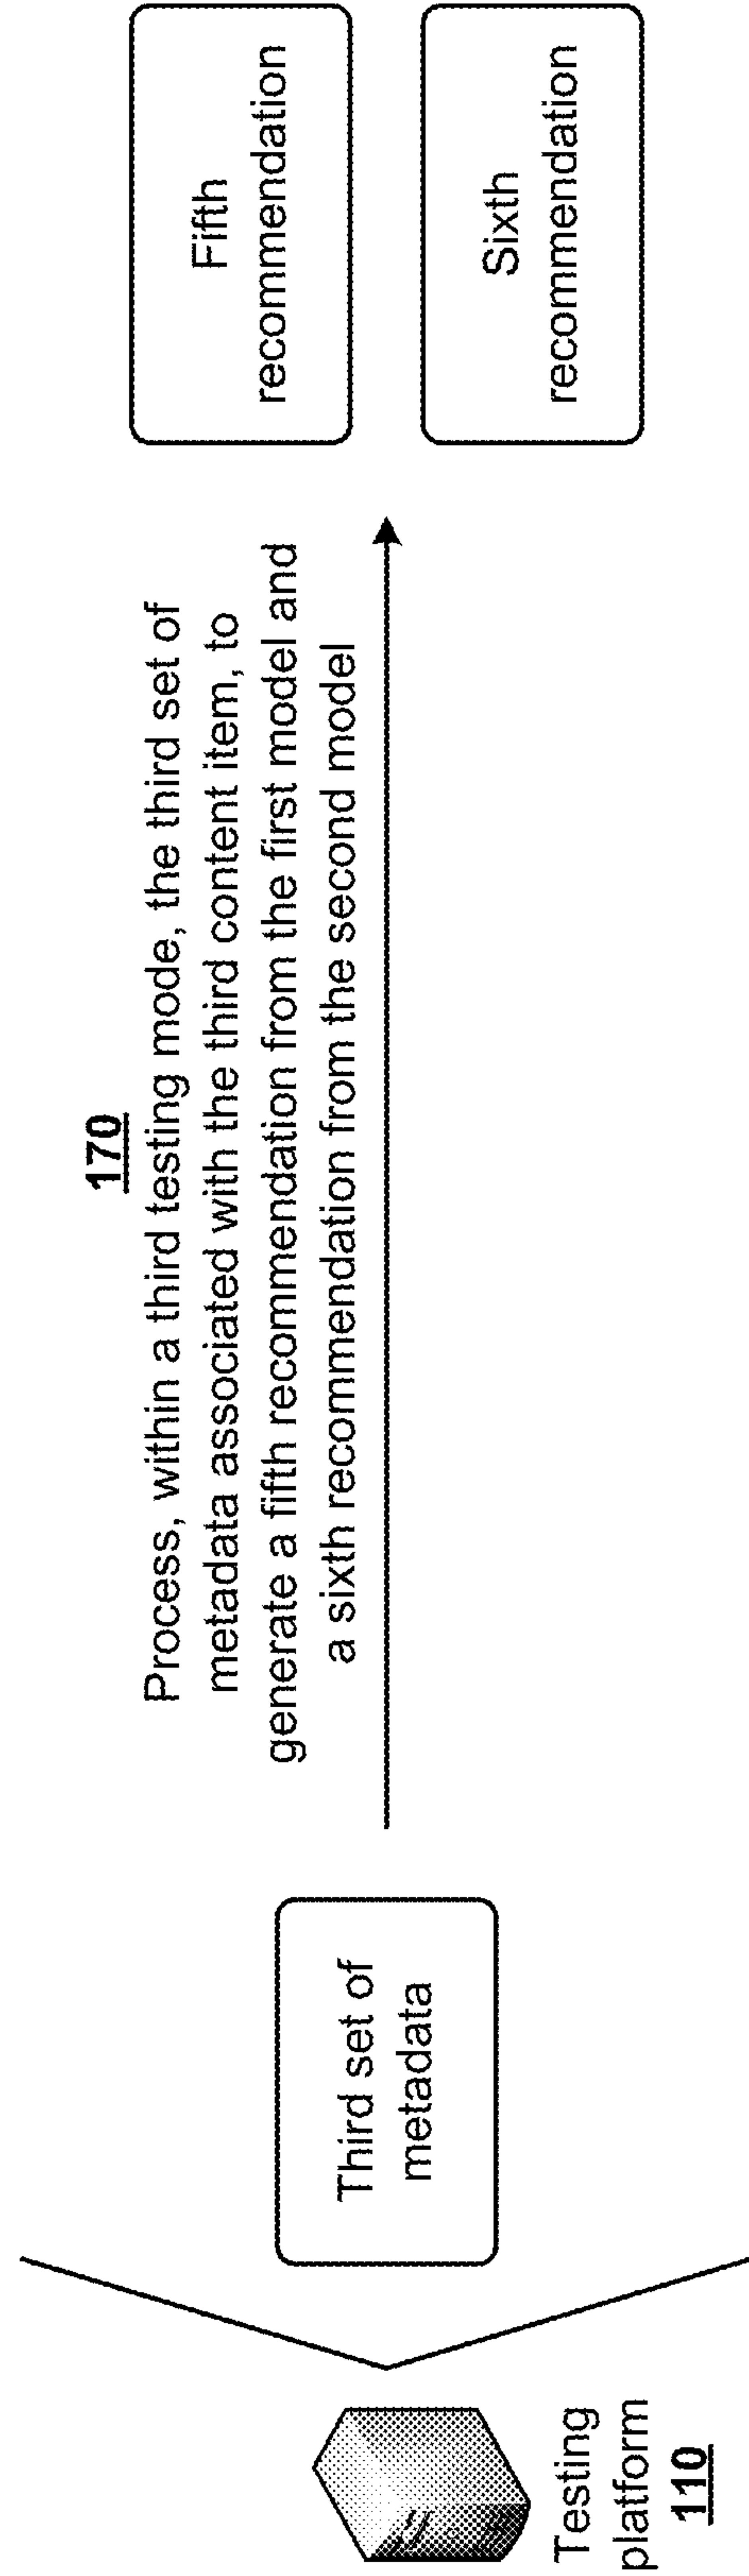 170
Process, within a third testing mode, the third set of
metadata associated with the third content item, to
generate a fifth recommendation from the first model and
a sixth recommendation from the second model
Testing
platform
110
Third set of
metadata
Fifth
recommendation
Sixth
recommendation